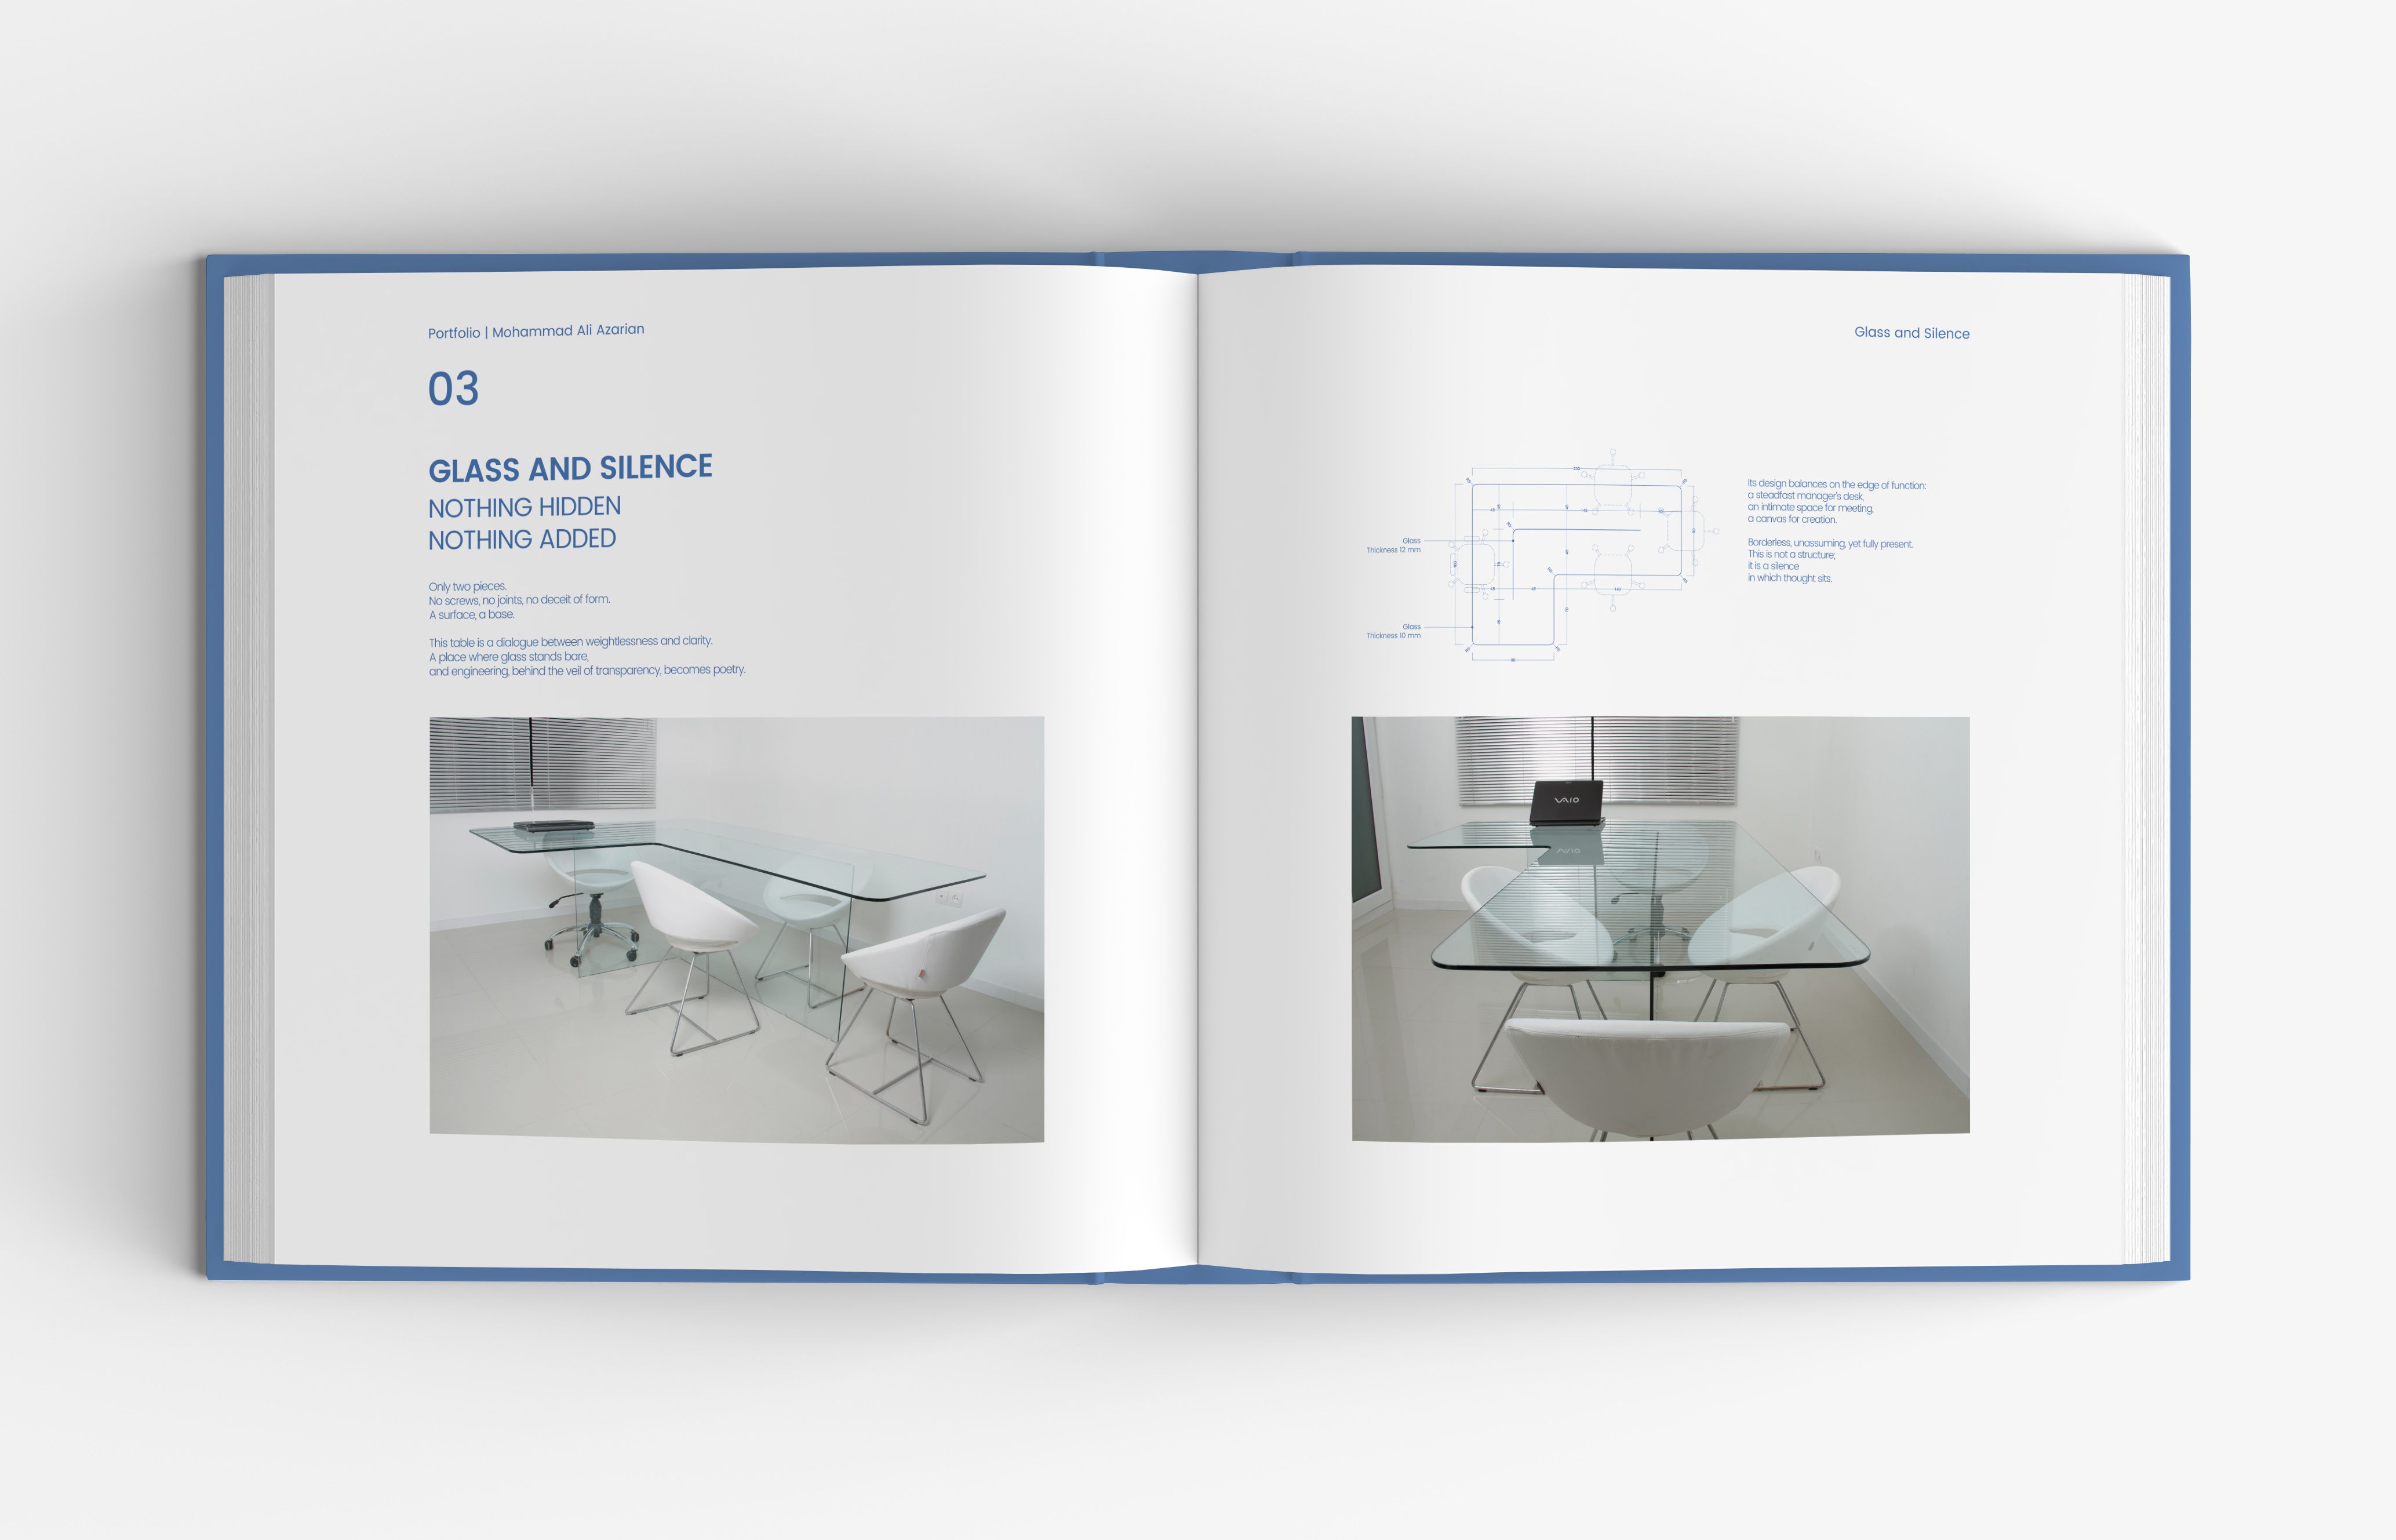 Portfolio | Mohammad Ali Azarian
03
GLASS AND SILENCE
NOTHING HIDDEN
NOTHING ADDED
Only two pieces.
No screws, no joints, no deceit of form.
A surface, a base.
This table is a dialogue between weightlessness and clarity.
A place where glass stands bare,
and engineering, behind the veil of transparency, becomes poetry.
Glass and Silence
Glass
Thickness 12 mm
Glass
Thickness 10 mm
Its design balances on the edge of function:
a steadfast manager's desk,
an intimate space for meeting,
a canvas for creation.
Borderless, unassuming, yet fully present.
This is not a structure;
it is a silence
in which thought sits.
VAIO